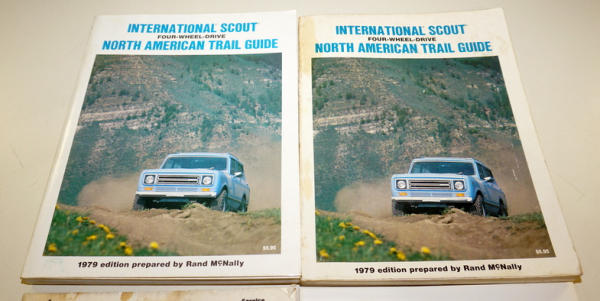 INTERNATIONAL SCOUT
FOUR-WHEEL-DRIVE
NORTH AMERICAN TRAIL GUIDE
$5.95
1979 edition prepared by Rand McNally
INTERNATIONAL SCOUT
FOUR-WHEEL-DRIVE
NORTH AMERICAN TRAIL GUIDE
$5.95
1979 edition prepared by Rand McNally
Service